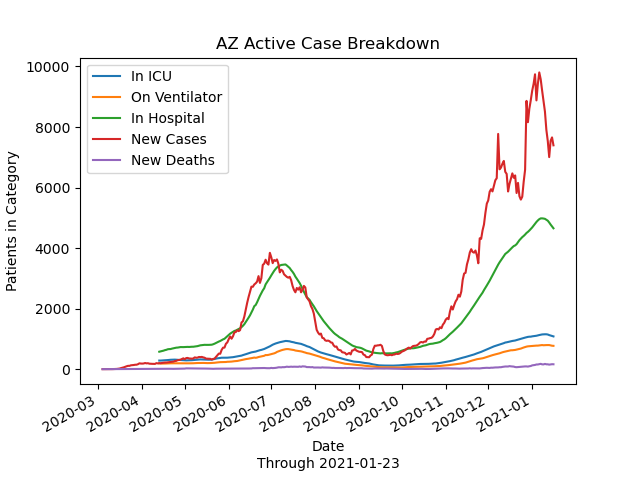 AZ Active Case Breakdown
In ICU
On Ventilator
In Hospital
New Cases
New Deaths
Patients in Category
10000
8000
6000
4000
2000
0
2020-03
2020-04
2020-05
2020-06
2020-07
2020-08
2020-09
2020-10
2020-11
2020-12
2021-01
Date
Through 2021-01-23